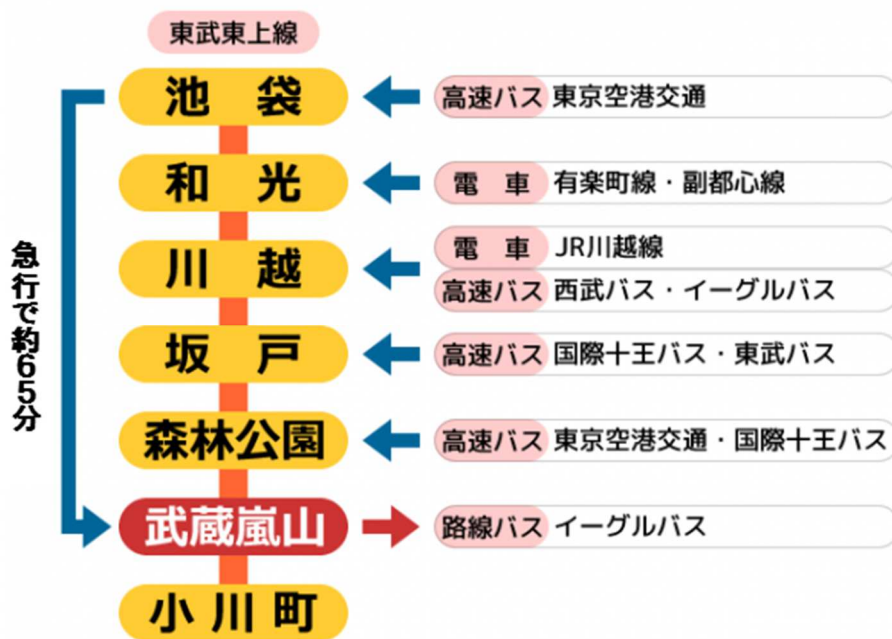 東武東上線
池袋
高速バス 東京空港交通
和光
電車 有楽町線・副都心線
川越
電車 JR川越線
高速バス 西武バス・イーグルバス
坂戸
高速バス 国際十王バス・東武バス
森林公園
高速バス 東京空港交通・国際十王バス
武蔵嵐山
路線バス イーグルバス
小川町
急行で約65分